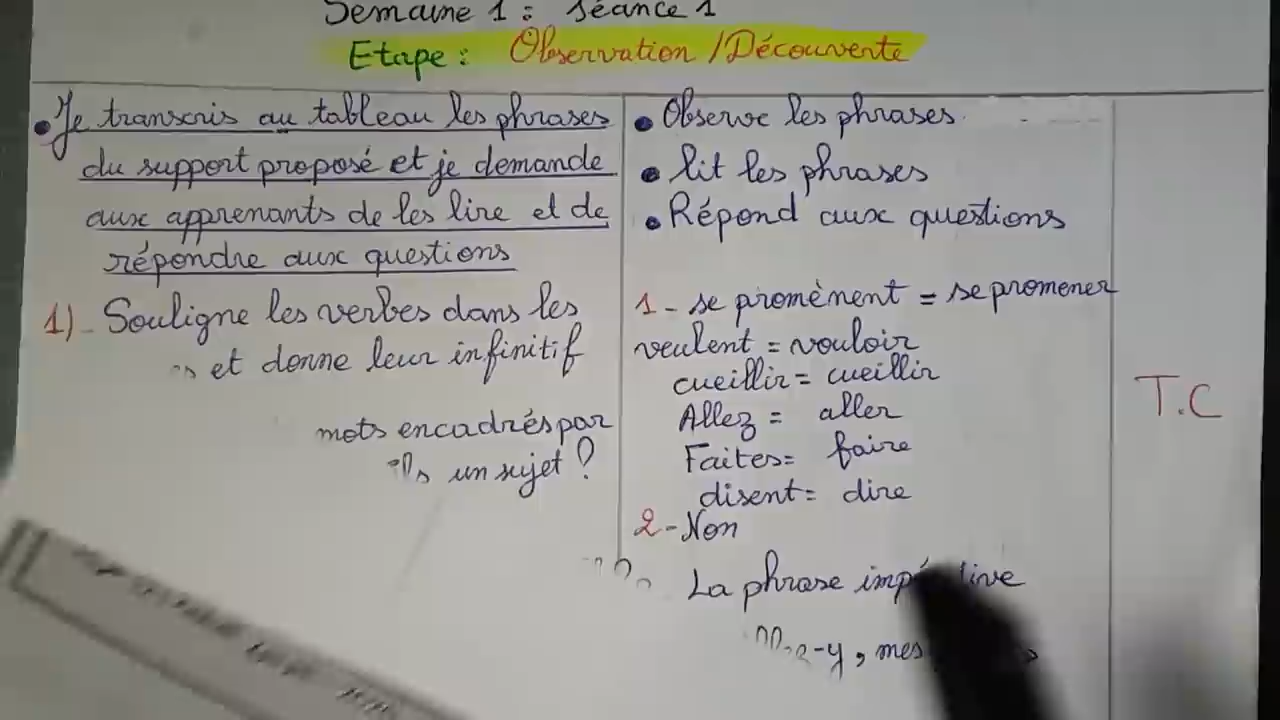 Semaine 1 : Séance 1
Etape : Observation / Découverte
• Je transcris au tableau les phrases
du support proposé et je demande
aux apprenants de les lire et de
répondre aux questions
1)- Souligne les verbes dans les
et donne leur infinitif
mots encadrés par
un sujet ?
• Observe les phrases.
• lit les phrases
• Répond aux questions
1 - se promènent = se promener
veulent = vouloir
cueillir = cueillir
Allez = aller
Faites = faire
disent = dire
2 - Non
La phrase
-y, mes
T.C